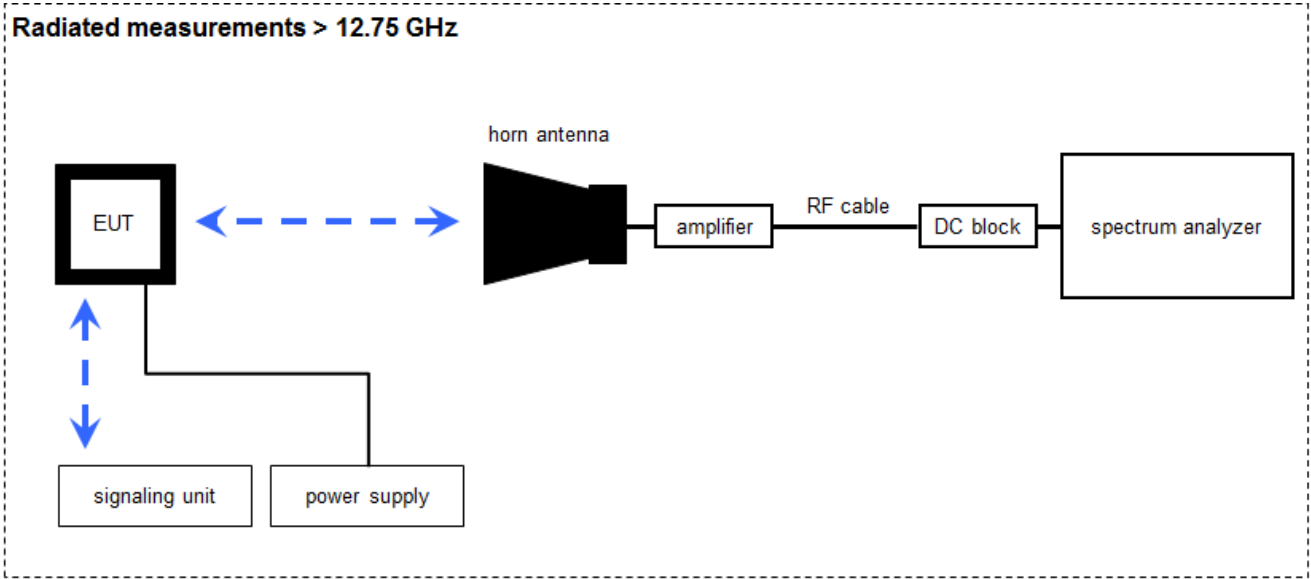 Radiated measurements > 12.75 GHz
horn antenna
EUT
amplifier
RF cable
DC block
spectrum analyzer
signaling unit
power supply